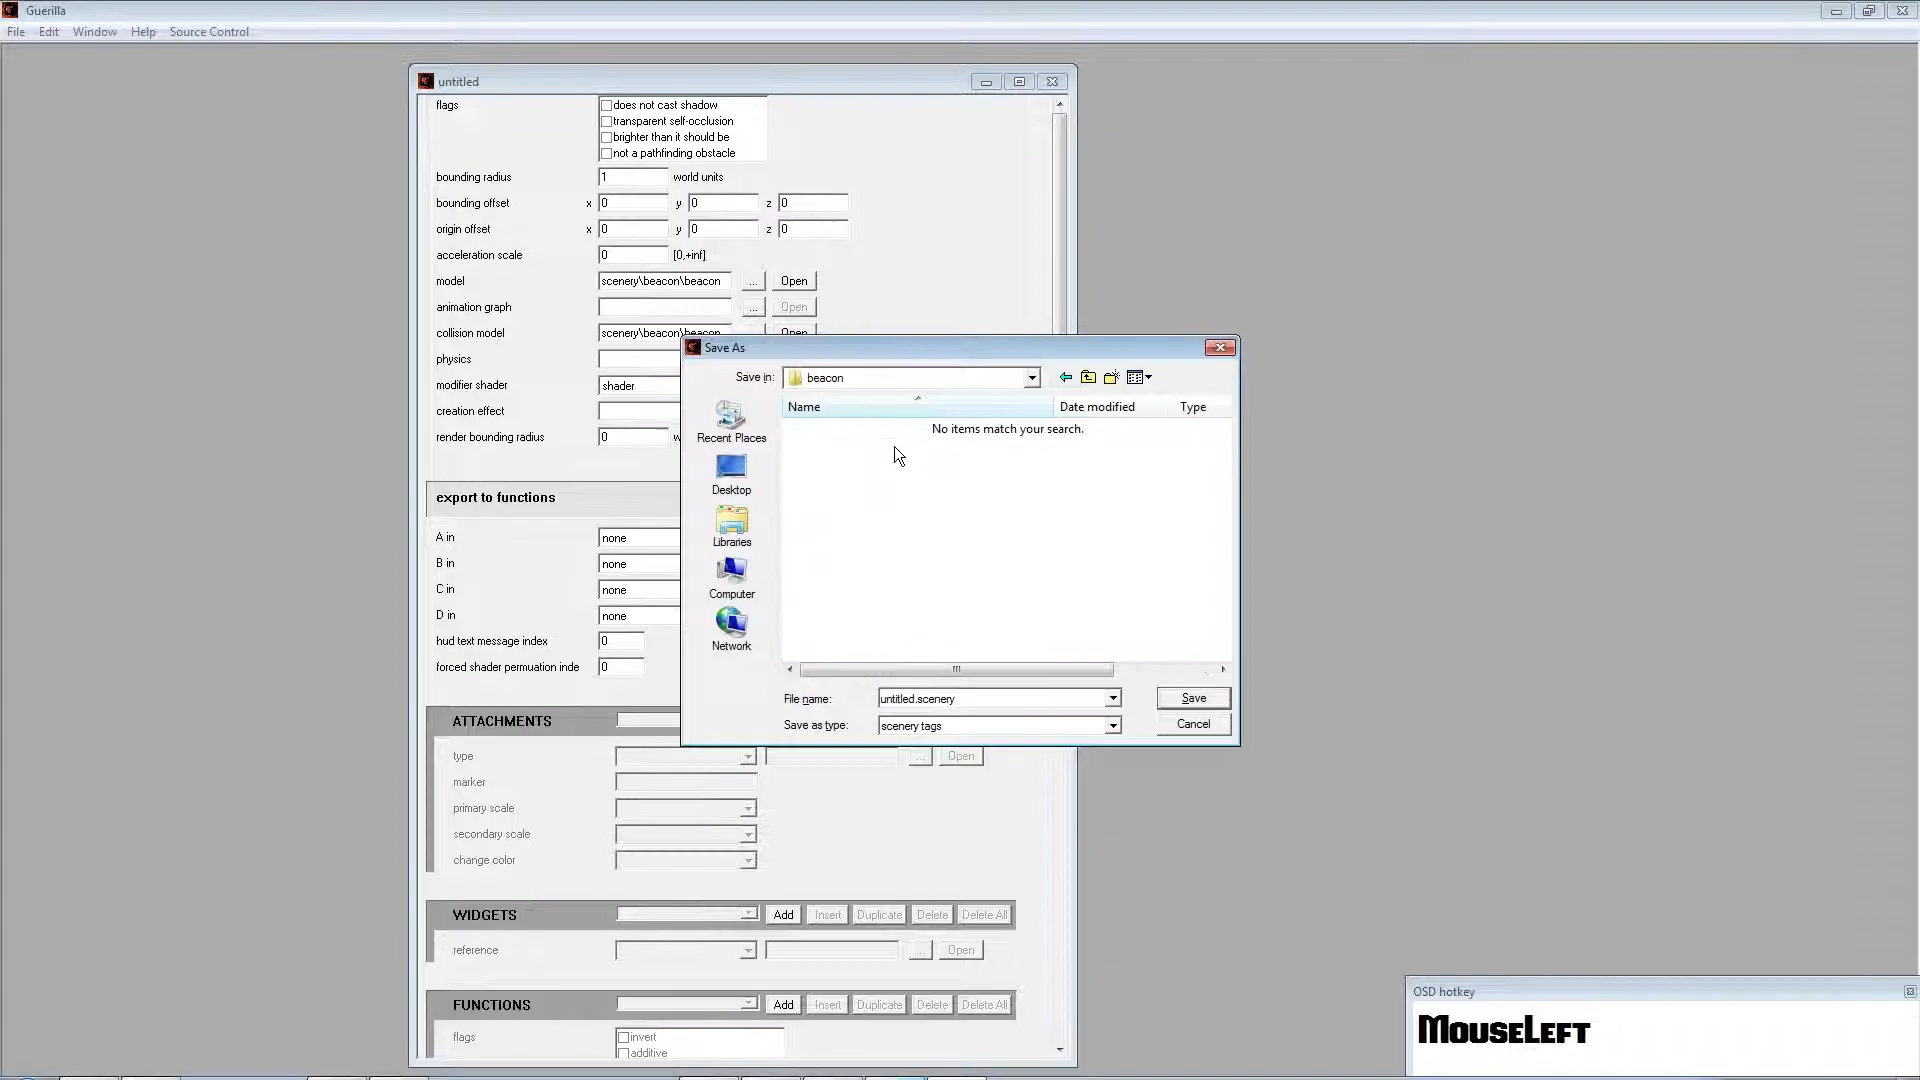 Guerilla
File Edit Window Help Source Control
untitled
flags
does not cast shadow
transparent self-occlusion
brighter than it should be
not a pathfinding obstacle
bounding radius 1 world units
bounding offset x 0 y 0 z 0
origin offset x 0 y 0 z 0
acceleration scale 0 [0,+inf]
model scenery\beacon\beacon ... Open
animation graph ... Open
collision model scenery\beacon\beacon Open
physics
modifier shader shader
creation effect
render bounding radius 0 w
export to functions
A in none
B in none
C in none
D in none
hud text message index 0
forced shader permuation inde 0
ATTACHMENTS
type ... Open
marker
primary scale
secondary scale
change color
WIDGETS Add Insert Duplicate Delete Delete All
reference ... Open
FUNCTIONS Add Insert Duplicate Delete Delete All
flags invert
additive
Save As
Save in: beacon
Name Date modified Type
No items match your search.
Recent Places
Desktop
Libraries
Computer
Network
File name: untitled.scenery Save
Save as type: scenery tags Cancel
OSD hotkey
MOUSELEFT